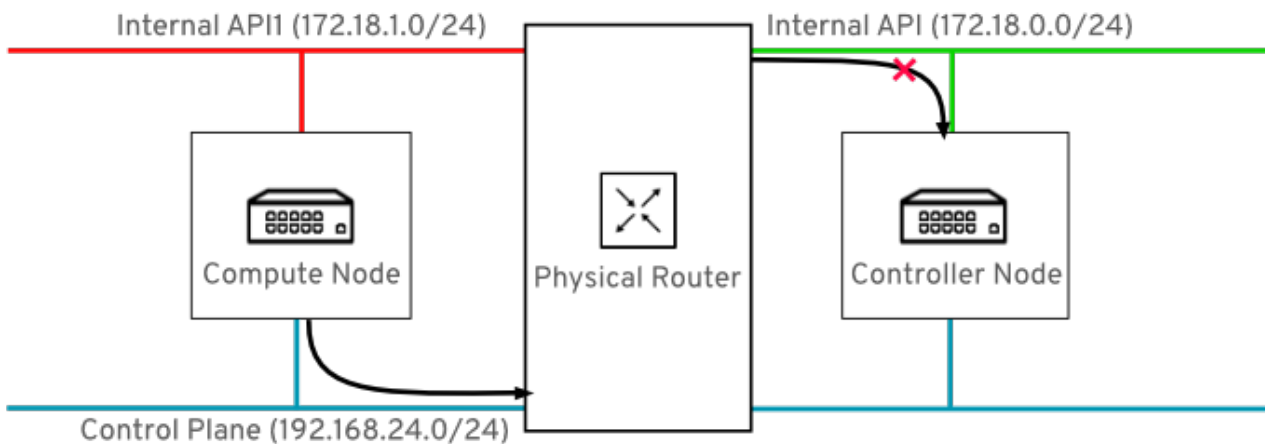 Internal API1 (172.18.1.0/24)
Internal API (172.18.0.0/24)
Compute Node
Physical Router
Controller Node
Control Plane (192.168.24.0/24)